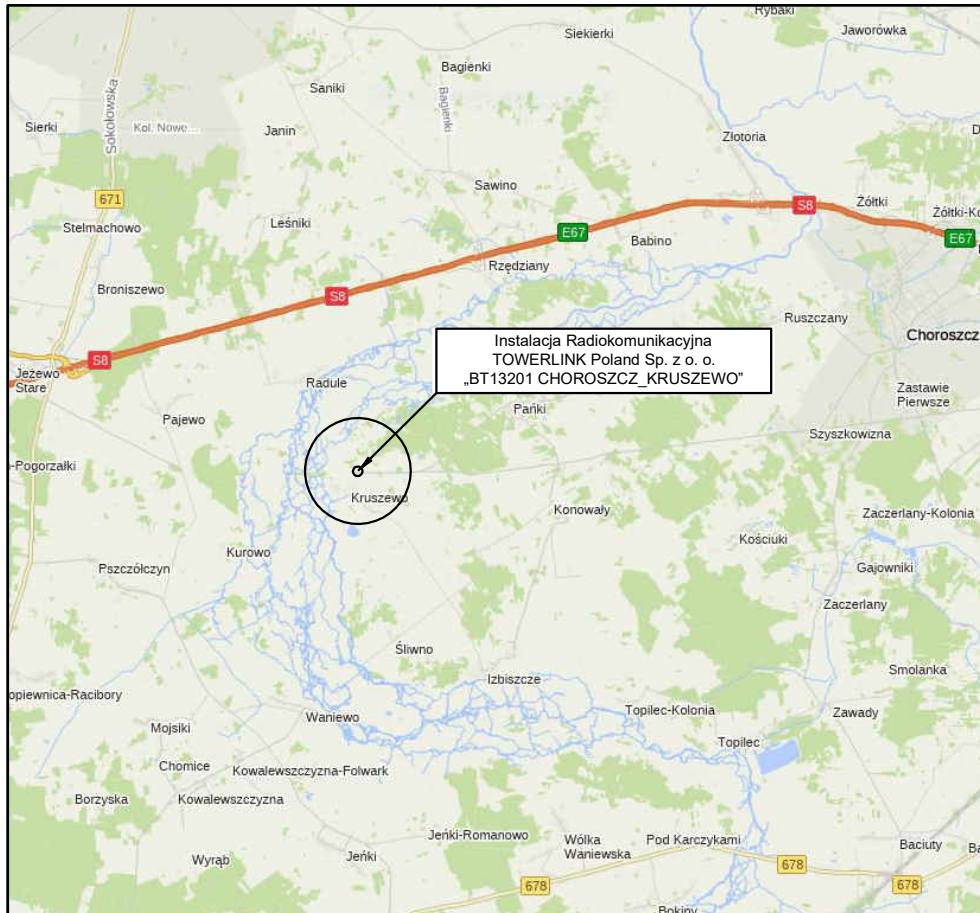 Rybaki
Siekierki
Jaworówka
Bagienki
Saniki
Bagienki
Sokołowska
Sierki
Kol. Nowe...
Janin
Złotoria
D
671
Sawino
S8
Żółtki
Żółtki-Ko
Stelmachowo
Leśniki
E67
Babino
E67
Rzędziany
Broniszewo
S8
Ruszczany
Instalacja Radiokomunikacyjna
TOWERLINK Poland Sp. z o. o.
„BT13201 CHOROSZCZ_KRUSZEWO”
Choroszcz
S8
Jeżewo
Stare
Radule
Zastawie
Pierwsze
Pańki
Pajewo
Szyszkowizna
-Pogorzałki
Kruszewo
Konowały
Zaczerlany-Kolonia
Kościuki
Kurowo
Gajowniki
Pszczółczyn
Zaczerlany
Śliwno
Smolanka
Izbiszcze
opiewnica-Racibory
Topilec-Kolonia
Zawady
Waniewo
Mojsiki
Topilec
Chomice
Kowalewszczyzna-Folwark
Borzyska
Kowalewszczyzna
Jeńki-Romanowo
Wólka
Waniewska
Pod Karczykami
Baciuty
Ba
Wyrąb
Jeńki
678
678
678
Bokiny